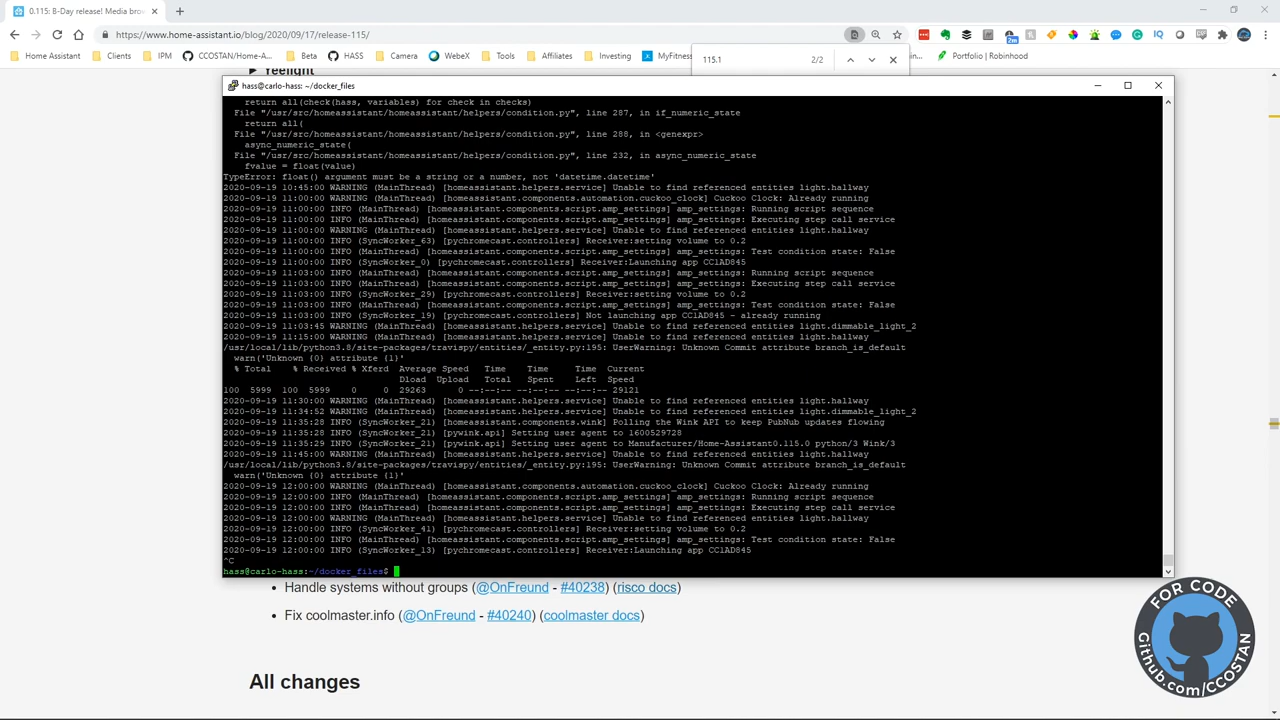 0.115: B-Day release! Media brow
https://www.home-assistant.io/blog/2020/09/17/release-115/
2m
Home Assistant
Clients
IPM
CCOSTAN/Home-A...
Beta
HASS
Camera
WebeX
Tools
Affiliates
Investing
MyFitness
Portfolio | Robinhood
115.1
2/2
Yeelight
hass@carlo-hass: ~/docker_files
return all(check(hass, variables) for check in checks)
File "/usr/src/homeassistant/homeassistant/helpers/condition.py", line 287, in if_numeric_state
return all(
File "/usr/src/homeassistant/homeassistant/helpers/condition.py", line 288, in <genexpr>
async_numeric_state(
File "/usr/src/homeassistant/homeassistant/helpers/condition.py", line 232, in async_numeric_state
fvalue = float(value)
TypeError: float() argument must be a string or a number, not 'datetime.datetime'
2020-09-19 10:45:00 WARNING (MainThread) [homeassistant.helpers.service] Unable to find referenced entities light.hallway
2020-09-19 11:00:00 WARNING (MainThread) [homeassistant.components.automation.cuckoo_clock] Cuckoo Clock: Already running
2020-09-19 11:00:00 INFO (MainThread) [homeassistant.components.script.amp_settings] amp_settings: Running script sequence
2020-09-19 11:00:00 INFO (MainThread) [homeassistant.components.script.amp_settings] amp_settings: Executing step call service
2020-09-19 11:00:00 WARNING (MainThread) [homeassistant.helpers.service] Unable to find referenced entities light.hallway
2020-09-19 11:00:00 INFO (SyncWorker_63) [pychromecast.controllers] Receiver:setting volume to 0.2
2020-09-19 11:00:00 INFO (MainThread) [homeassistant.components.script.amp_settings] amp_settings: Test condition state: False
2020-09-19 11:00:00 INFO (SyncWorker_0) [pychromecast.controllers] Receiver:Launching app CC1AD845
2020-09-19 11:03:00 INFO (MainThread) [homeassistant.components.script.amp_settings] amp_settings: Running script sequence
2020-09-19 11:03:00 INFO (MainThread) [homeassistant.components.script.amp_settings] amp_settings: Executing step call service
2020-09-19 11:03:00 INFO (SyncWorker_29) [pychromecast.controllers] Receiver:setting volume to 0.2
2020-09-19 11:03:00 INFO (MainThread) [homeassistant.components.script.amp_settings] amp_settings: Test condition state: False
2020-09-19 11:03:00 INFO (SyncWorker_19) [pychromecast.controllers] Not launching app CC1AD845 - already running
2020-09-19 11:03:45 WARNING (MainThread) [homeassistant.helpers.service] Unable to find referenced entities light.dimmable_light_2
2020-09-19 11:15:00 WARNING (MainThread) [homeassistant.helpers.service] Unable to find referenced entities light.hallway
/usr/local/lib/python3.8/site-packages/travispy/entities/_entity.py:195: UserWarning: Unknown Commit attribute branch_is_default
warn('Unknown {0} attribute {1}'
% Total % Received % Xferd Average Speed Time Time Time Current
Dload Upload Total Spent Left Speed
100 5999 100 5999 0 0 29263 0 --:--:-- --:--:-- --:--:-- 29121
2020-09-19 11:30:00 WARNING (MainThread) [homeassistant.helpers.service] Unable to find referenced entities light.hallway
2020-09-19 11:34:52 WARNING (MainThread) [homeassistant.helpers.service] Unable to find referenced entities light.dimmable_light_2
2020-09-19 11:35:28 INFO (SyncWorker_21) [homeassistant.components.wink] Polling the Wink API to keep PubNub updates flowing
2020-09-19 11:35:28 INFO (SyncWorker_21) [pywink.api] Setting user agent to 1600529728
2020-09-19 11:35:29 INFO (SyncWorker_21) [pywink.api] Setting user agent to Manufacturer/Home-Assistant0.115.0 python/3 Wink/3
2020-09-19 11:45:00 WARNING (MainThread) [homeassistant.helpers.service] Unable to find referenced entities light.hallway
/usr/local/lib/python3.8/site-packages/travispy/entities/_entity.py:195: UserWarning: Unknown Commit attribute branch_is_default
warn('Unknown {0} attribute {1}'
2020-09-19 12:00:00 WARNING (MainThread) [homeassistant.components.automation.cuckoo_clock] Cuckoo Clock: Already running
2020-09-19 12:00:00 INFO (MainThread) [homeassistant.components.script.amp_settings] amp_settings: Running script sequence
2020-09-19 12:00:00 INFO (MainThread) [homeassistant.components.script.amp_settings] amp_settings: Executing step call service
2020-09-19 12:00:00 WARNING (MainThread) [homeassistant.helpers.service] Unable to find referenced entities light.hallway
2020-09-19 12:00:00 INFO (SyncWorker_41) [pychromecast.controllers] Receiver:setting volume to 0.2
2020-09-19 12:00:00 INFO (MainThread) [homeassistant.components.script.amp_settings] amp_settings: Test condition state: False
2020-09-19 12:00:00 INFO (SyncWorker_13) [pychromecast.controllers] Receiver:Launching app CC1AD845
^C
hass@carlo-hass:~/docker_files$
Handle systems without groups (@OnFreund - #40238) (risco docs)
Fix coolmaster.info (@OnFreund - #40240) (coolmaster docs)
All changes
FOR CODE
Github.com/CCOSTAN